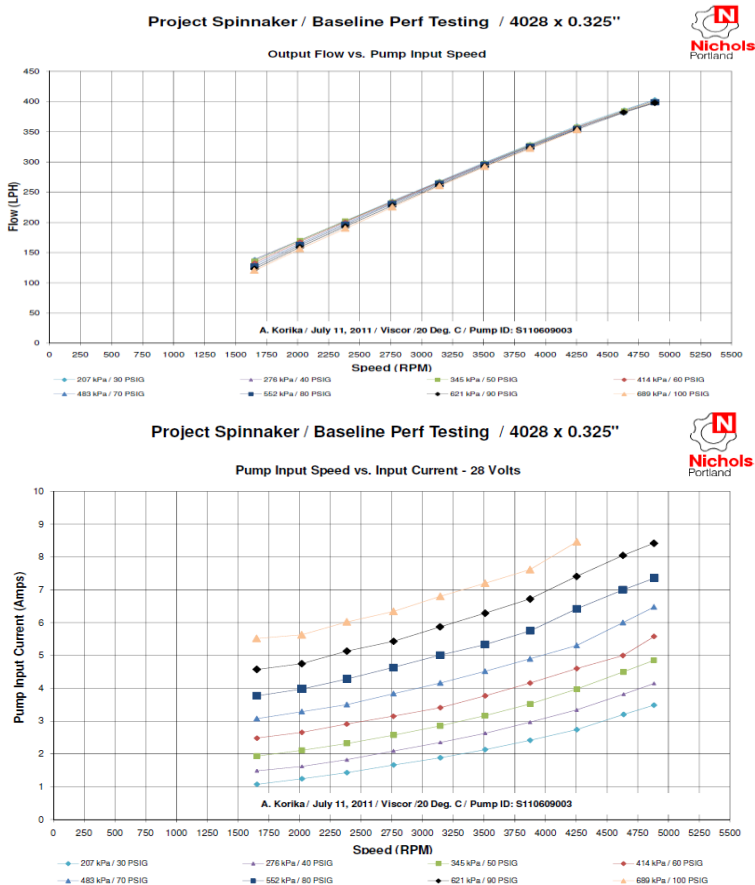 Project Spinnaker / Baseline Perf Testing / 4028 x 0.325"
N
Nichols
Portland
Output Flow vs. Pump Input Speed
450
400
350
300
250
200
150
100
50
0
Flow (LPH)
A. Korika / July 11, 2011 / Viscor /20 Deg. C / Pump ID: S110609003
0 250 500 750 1000 1250 1500 1750 2000 2250 2500 2750 3000 3250 3500 3750 4000 4250 4500 4750 5000 5250 5500
Speed (RPM)
207 kPa / 30 PSIG 276 kPa / 40 PSIG 345 kPa / 50 PSIG 414 kPa / 60 PSIG
483 kPa / 70 PSIG 552 kPa / 80 PSIG 621 kPa / 90 PSIG 689 kPa / 100 PSIG
Project Spinnaker / Baseline Perf Testing / 4028 x 0.325"
N
Nichols
Portland
Pump Input Speed vs. Input Current - 28 Volts
10
9
8
7
6
5
4
3
2
1
0
Pump Input Current (Amps)
A. Korika / July 11, 2011 / Viscor /20 Deg. C / Pump ID: S110609003
0 250 500 750 1000 1250 1500 1750 2000 2250 2500 2750 3000 3250 3500 3750 4000 4250 4500 4750 5000 5250 5500
Speed (RPM)
207 kPa / 30 PSIG 276 kPa / 40 PSIG 345 kPa / 50 PSIG 414 kPa / 60 PSIG
483 kPa / 70 PSIG 552 kPa / 80 PSIG 621 kPa / 90 PSIG 689 kPa / 100 PSIG